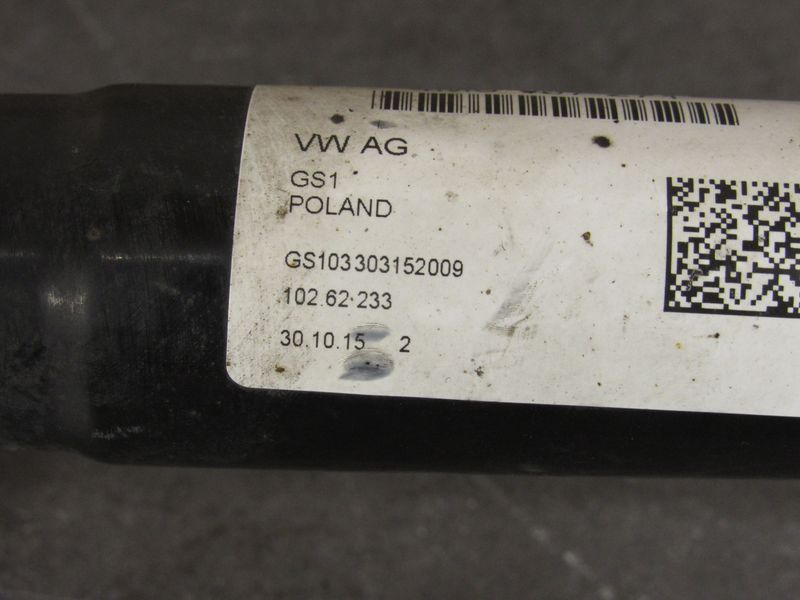 VW AG
GS1
POLAND
GS103303152009
102.62.233
30.10.15 2